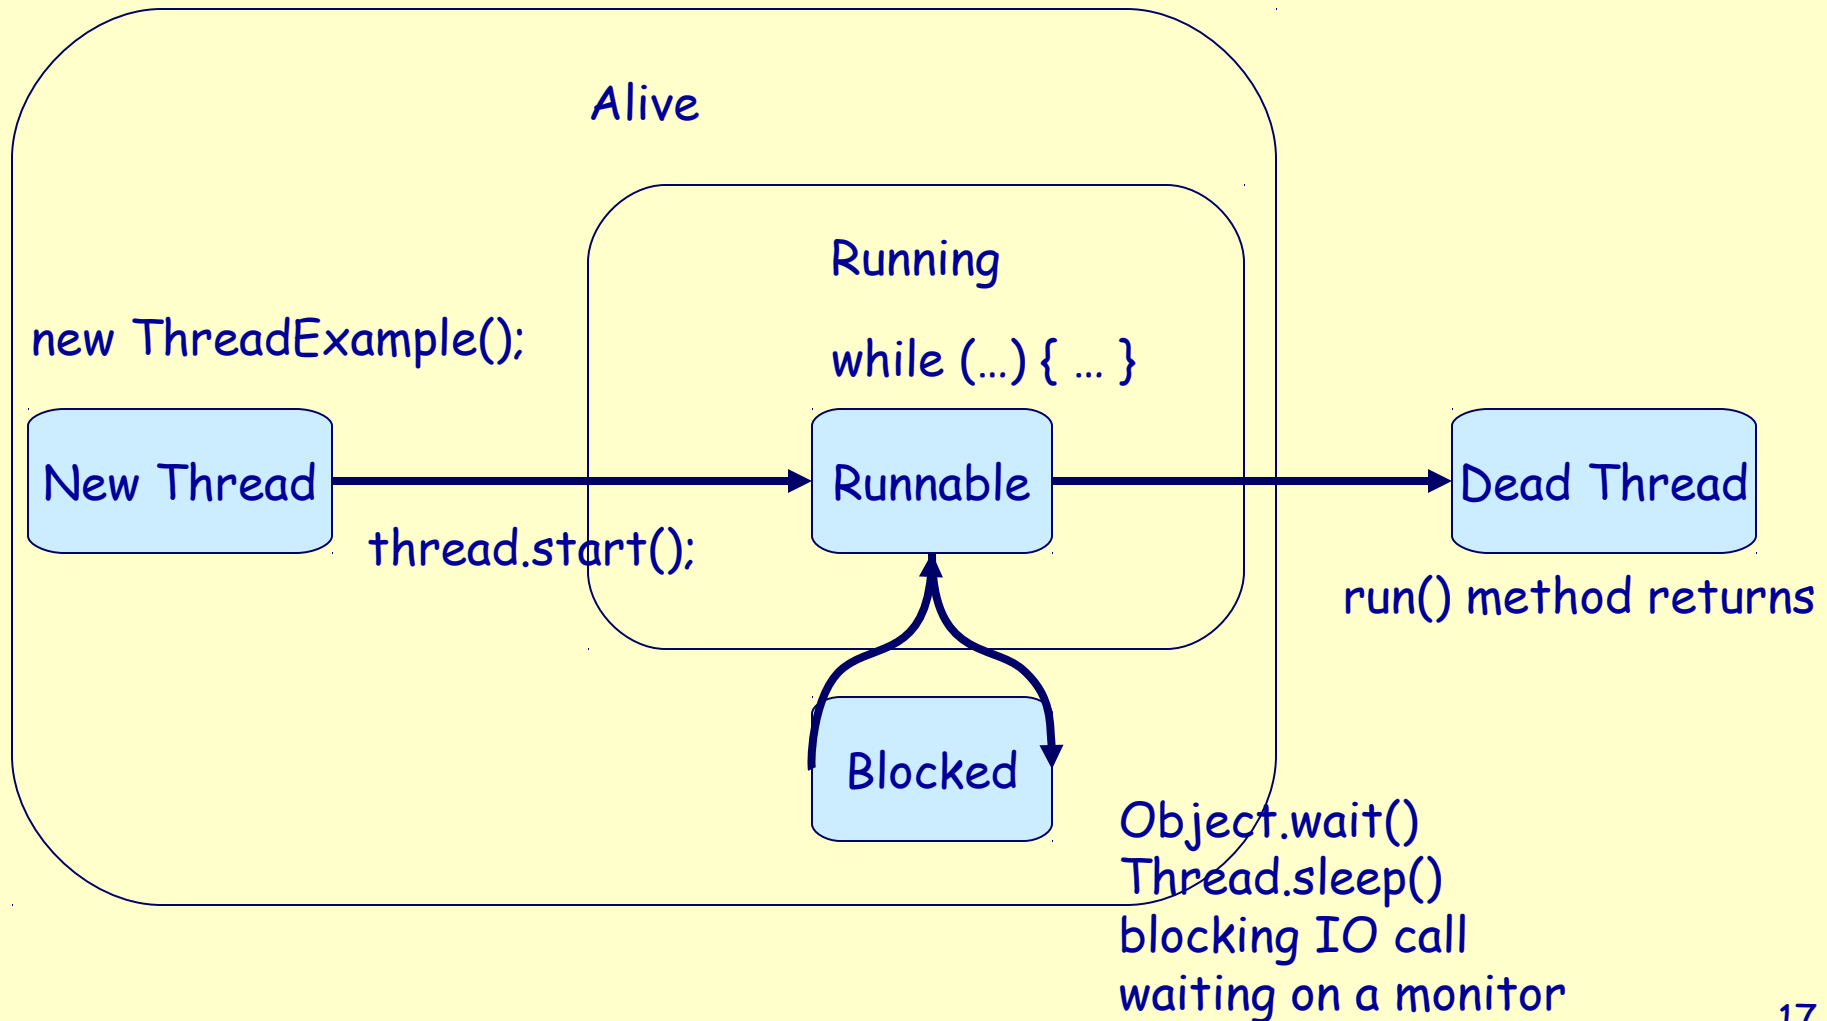 Alive
Running
new ThreadExample();
while (…) { … }
New Thread
Runnable
Dead Thread
thread.start();
run() method returns
Blocked
Object.wait()
Thread.sleep()
blocking IO call
waiting on a monitor
17